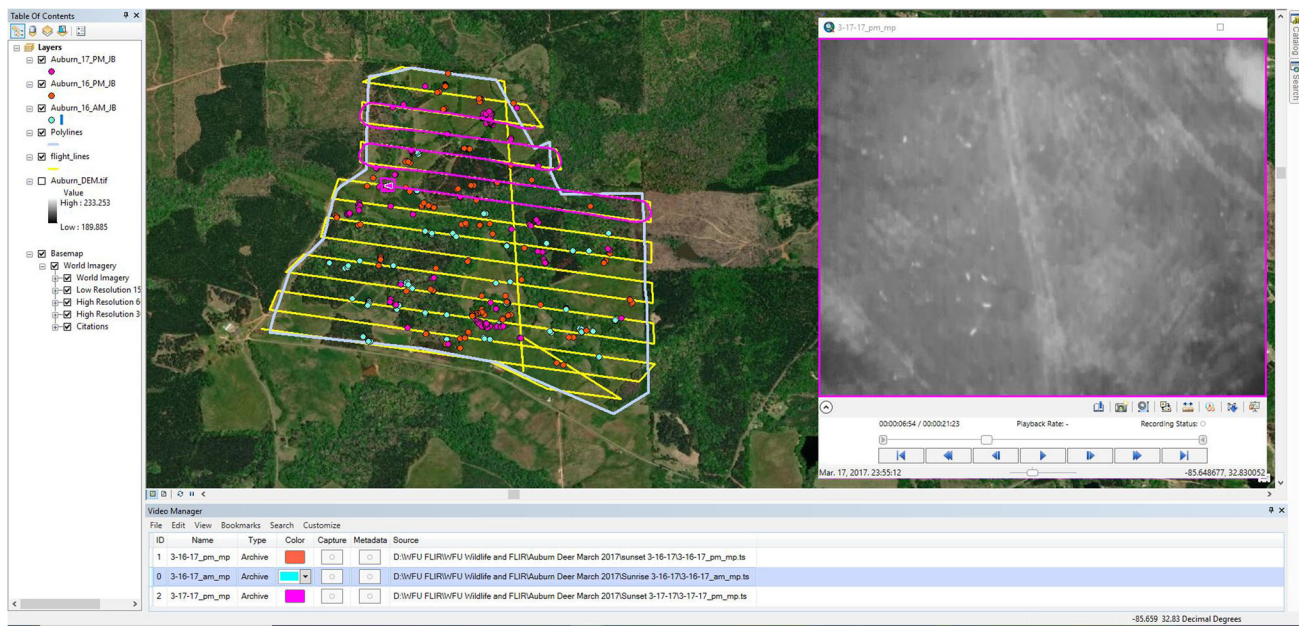 Table Of Contents
Layers
Auburn_17_PM_JB
Auburn_16_PM_JB
Auburn_16_AM_JB
Polylines
flight_lines
Auburn_DEM.tif
Value
High : 233.253
Low : 189.885
Basemap
World Imagery
World Imagery
Low Resolution 15
High Resolution 6
High Resolution 3
Citations
3-17-17_pm_mp
00:00:06:54 / 00:00:21:23 Playback Rate: - Recording Status:
Mar. 17, 2017, 23:55:12 -85.648677, 32.830052
Catalog
Search
Video Manager
File Edit View Bookmarks Search Customize
ID Name Type Color Capture Metadata Source
1 3-16-17_pm_mp Archive D:\WFU FLIR\WFU Wildlife and FLIR\Auburn Deer March 2017\sunset 3-16-17\3-16-17_pm_mp.ts
0 3-16-17_am_mp Archive D:\WFU FLIR\WFU Wildlife and FLIR\Auburn Deer March 2017\Sunrise 3-16-17\3-16-17_am_mp.ts
2 3-17-17_pm_mp Archive D:\WFU FLIR\WFU Wildlife and FLIR\Auburn Deer March 2017\Sunset 3-17-17\3-17-17_pm_mp.ts
-85.659 32.83 Decimal Degrees